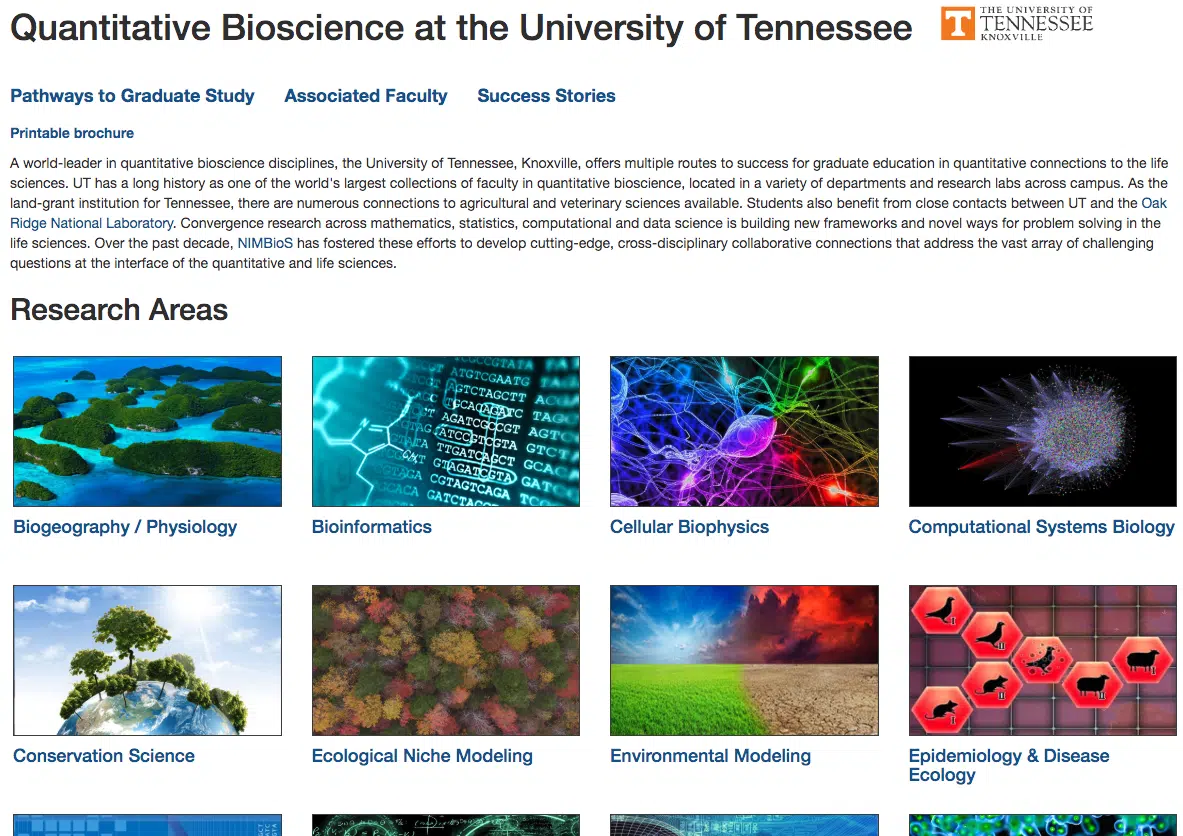 Quantitative Bioscience at the University of Tennessee
THE UNIVERSITY OF
TENNESSEE
KNOXVILLE
Pathways to Graduate Study
Associated Faculty
Success Stories
Printable brochure
A world-leader in quantitative bioscience disciplines, the University of Tennessee, Knoxville, offers multiple routes to success for graduate education in quantitative connections to the life
sciences. UT has a long history as one of the world's largest collections of faculty in quantitative bioscience, located in a variety of departments and research labs across campus. As the
land-grant institution for Tennessee, there are numerous connections to agricultural and veterinary sciences available. Students also benefit from close contacts between UT and the Oak
Ridge National Laboratory. Convergence research across mathematics, statistics, computational and data science is building new frameworks and novel ways for problem solving in the
life sciences. Over the past decade, NIMBioS has fostered these efforts to develop cutting-edge, cross-disciplinary collaborative connections that address the vast array of challenging
questions at the interface of the quantitative and life sciences.
Research Areas
ATGTCGAATG
AGTCTAGCTT
AGATCGCCGT
ATCCGTCGTA
TTGATCAGCT
GTAGATCGTA
CGTAGTCAGA
Biogeography / Physiology
Bioinformatics
Cellular Biophysics
Computational Systems Biology
Conservation Science
Ecological Niche Modeling
Environmental Modeling
Epidemiology & Disease
Ecology